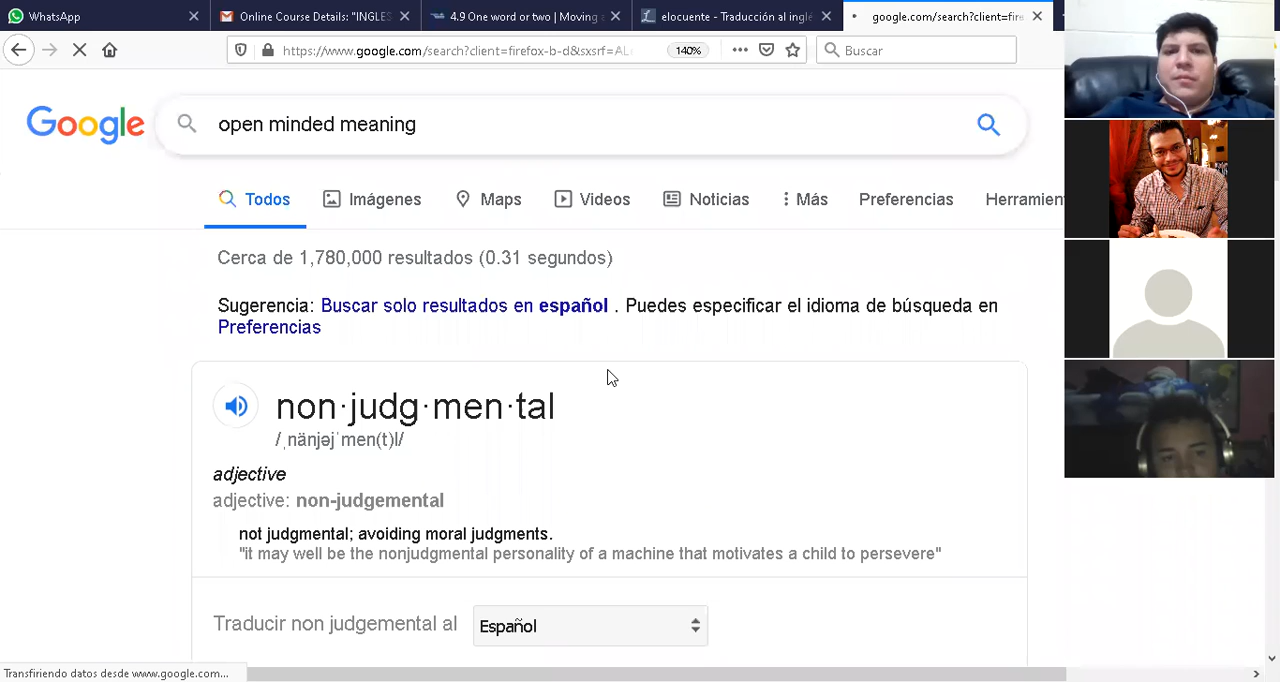 WhatsApp
Online Course Details: "INGLES
4.9 One word or two | Moving a
elocuente - Traducción al inglé
google.com/search?client=fire
https://www.google.com/search?client=firefox-b-d&sxsrf=AL
140%
Buscar
Google
open minded meaning
Todos
Imágenes
Maps
Videos
Noticias
Más
Preferencias
Herramien
Cerca de 1,780,000 resultados (0.31 segundos)
Sugerencia: Buscar solo resultados en español . Puedes especificar el idioma de búsqueda en
Preferencias
non·judg·men·tal
/ˌnänjəjˈmen(t)l/
adjective
adjective: non-judgemental
not judgmental; avoiding moral judgments.
"it may well be the nonjudgmental personality of a machine that motivates a child to persevere"
Traducir non judgemental al
Español
Transfiriendo datos desde www.google.com...